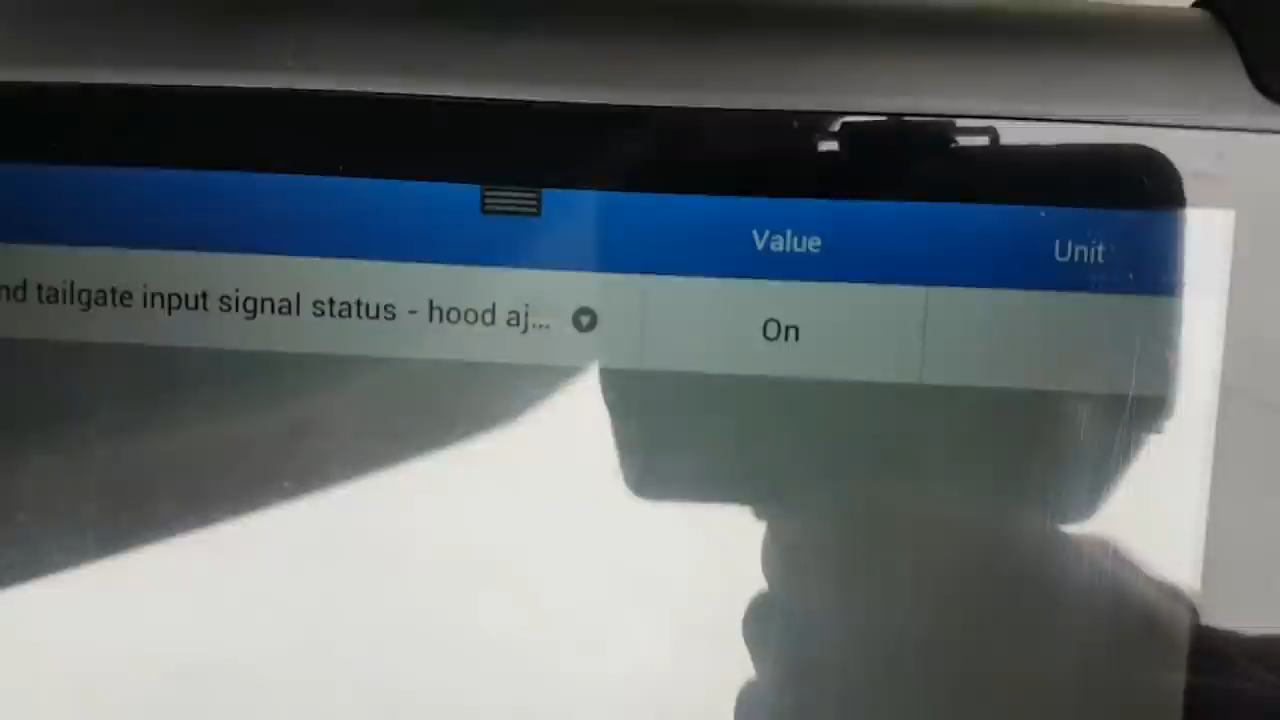 Value Unit
nd tailgate input signal status - hood aj... On